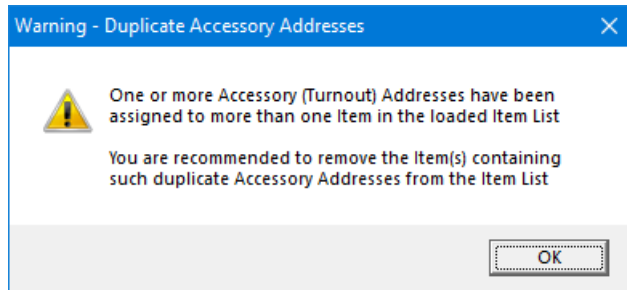 Warning - Duplicate Accessory Addresses
One or more Accessory (Turnout) Addresses have been
assigned to more than one Item in the loaded Item List
You are recommended to remove the Item(s) containing
such duplicate Accessory Addresses from the Item List
OK